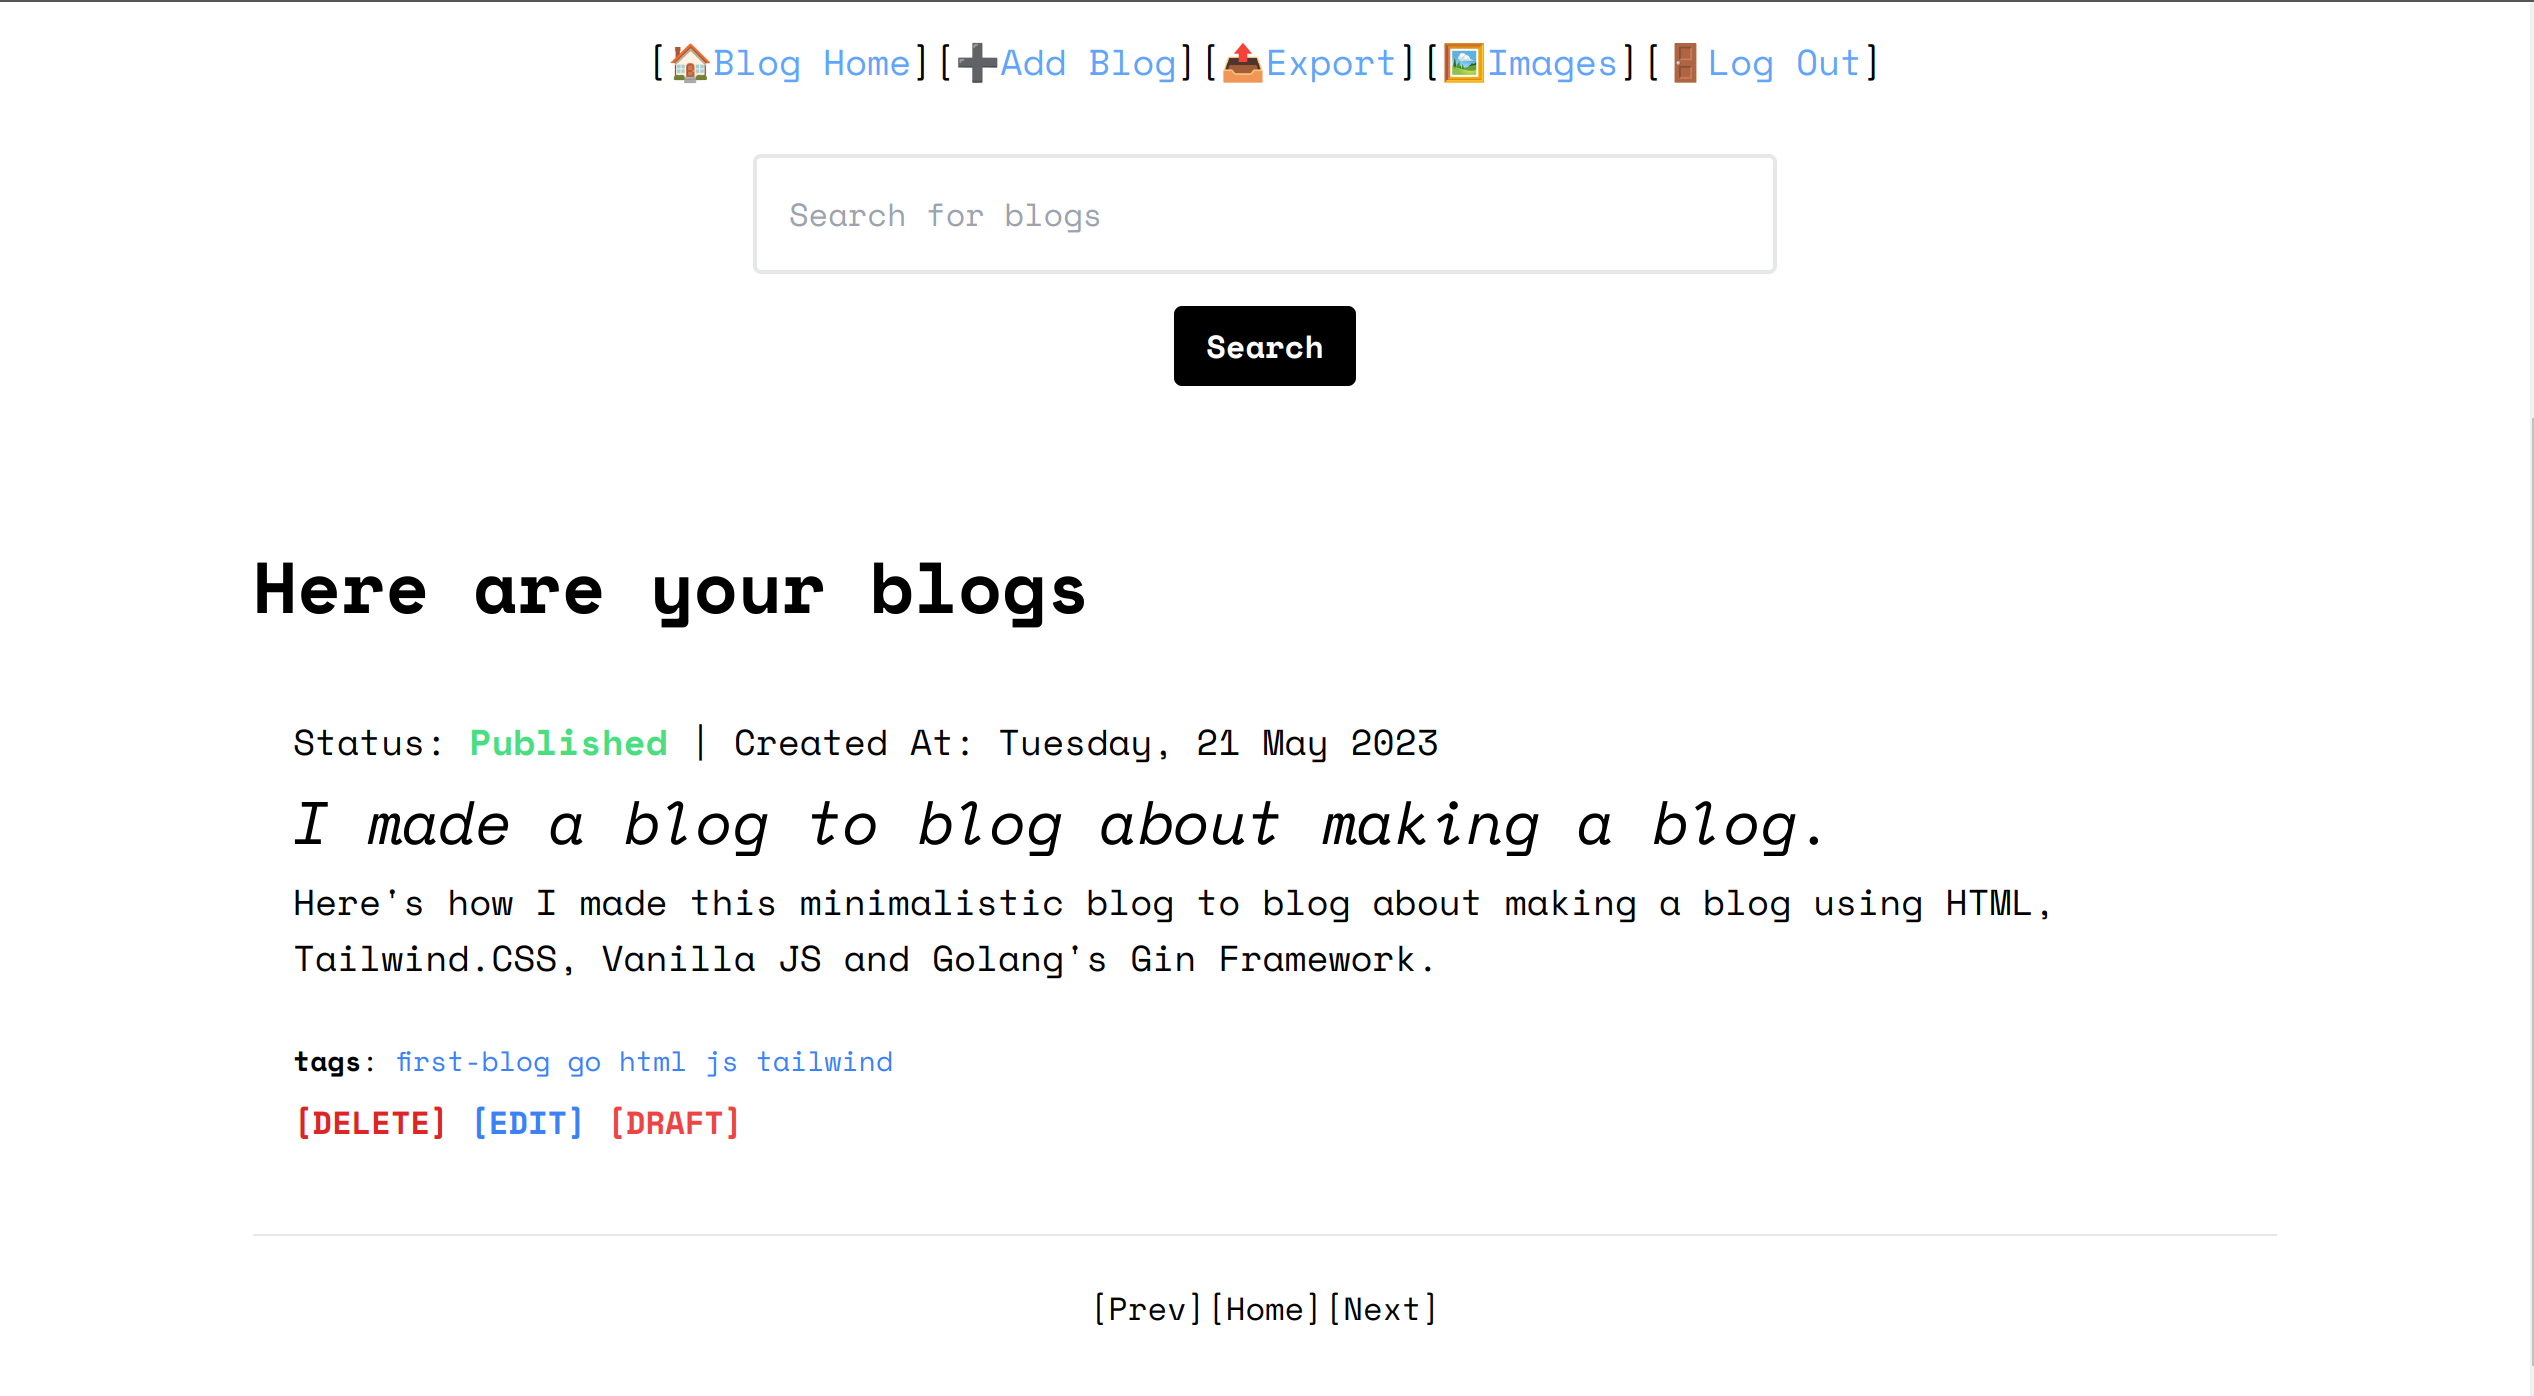 [🏠Blog Home][➕Add Blog][📤Export][🖼️Images][🚪Log Out]
Search for blogs
Search
Here are your blogs
Status: Published | Created At: Tuesday, 21 May 2023
I made a blog to blog about making a blog.
Here's how I made this minimalistic blog to blog about making a blog using HTML,
Tailwind.CSS, Vanilla JS and Golang's Gin Framework.
tags: first-blog go html js tailwind
[DELETE] [EDIT] [DRAFT]
[Prev][Home][Next]